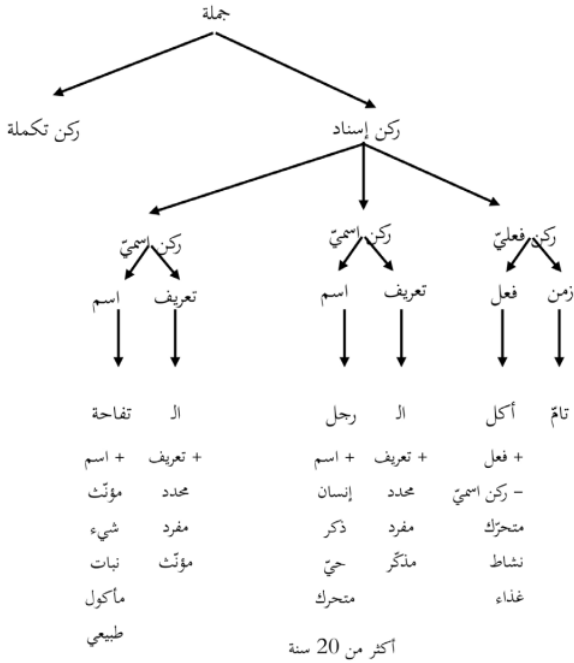 جملة
ركن إسناد ركن تكملة
ركن فعليّ ركن اسميّ ركن اسميّ
زمن فعل تعريف اسم تعريف اسم
تامّ أكل الـ رجل الـ تفاحة
+ فعل + تعريف + اسم + تعريف + اسم
– ركن اسميّ محدد إنسان محدد مؤنّث
متحرّك مفرد ذكر مفرد شيء
نشاط مذكّر حيّ مؤنّث نبات
غذاء متحرك مأكول
طبيعي
أكثر من 20 سنة